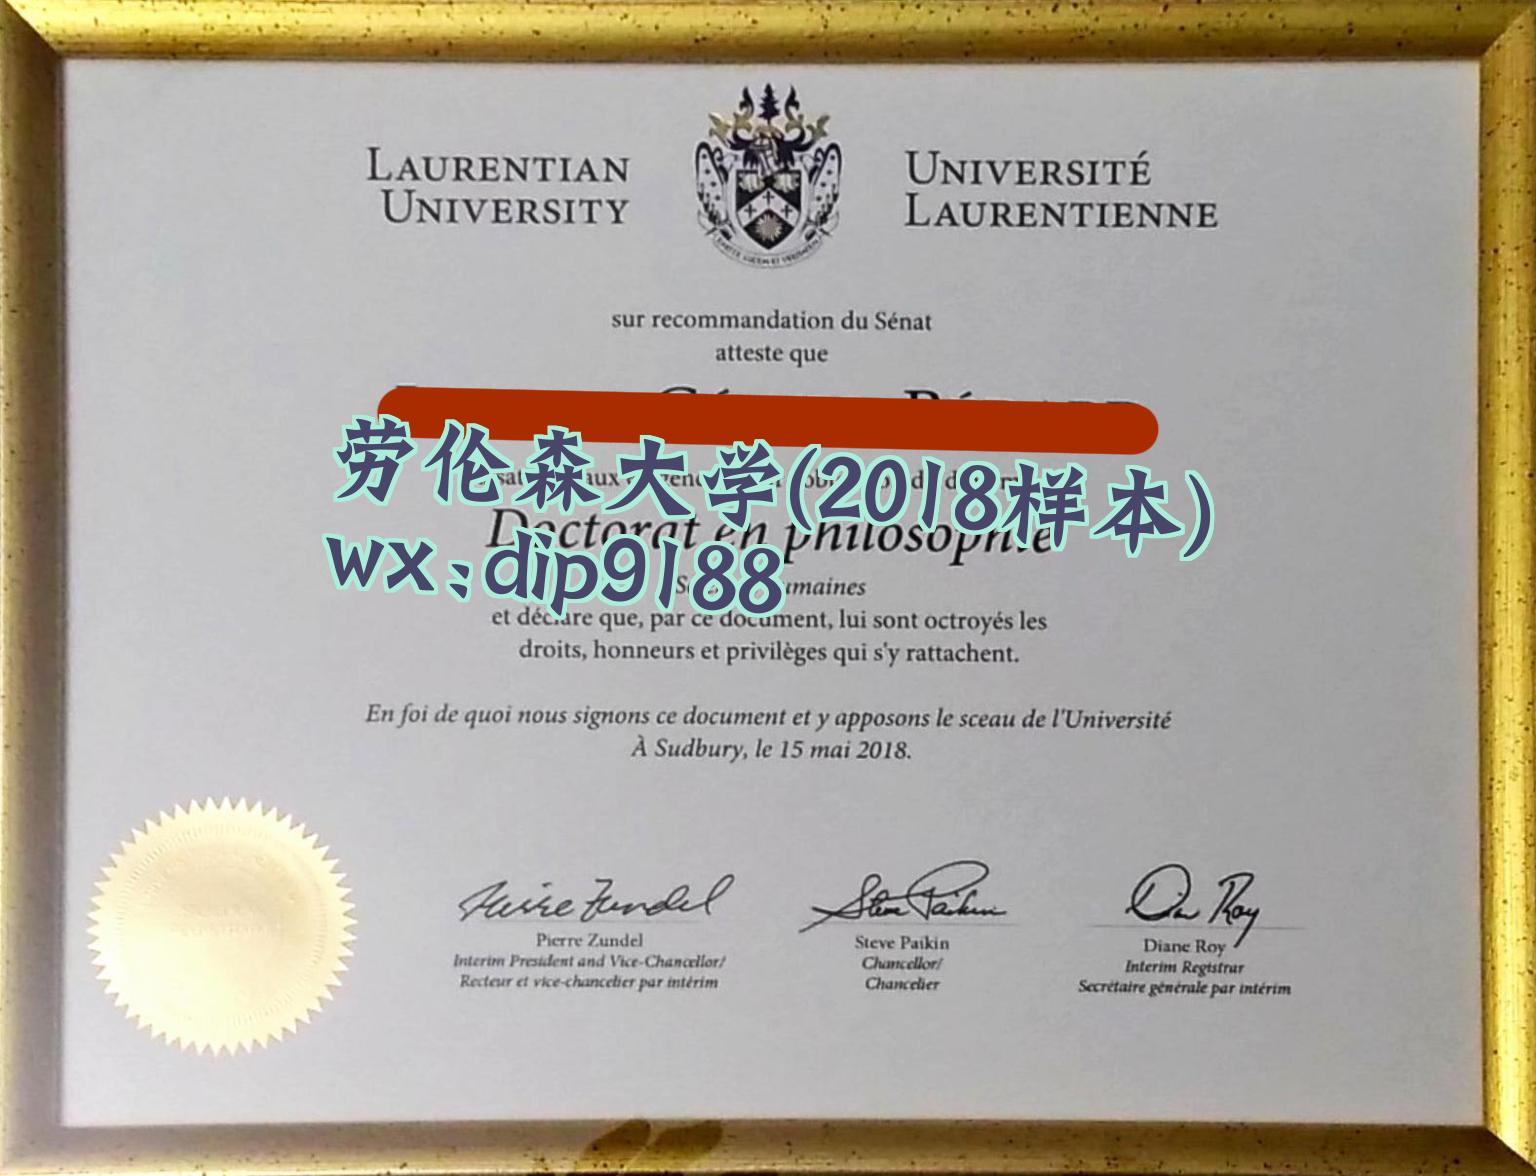 LAURENTIAN
UNIVERSITY
UNIVERSITÉ
LAURENTIENNE
sur recommandation du Sénat
atteste que
劳伦森大学(2018样本)
wx:dip9188
Doctorat en philosophie
et déclare que, par ce document, lui sont octroyés les
droits, honneurs et privilèges qui s'y rattachent.
En foi de quoi nous signons ce document et y apposons le sceau de l'Université
À Sudbury, le 15 mai 2018.
Pierre Zundel
Interim President and Vice-Chancellor/
Recteur et vice-chancelier par intérim
Steve Paikin
Chancellor/
Chancelier
Diane Roy
Interim Registrar
Secrétaire générale par intérim